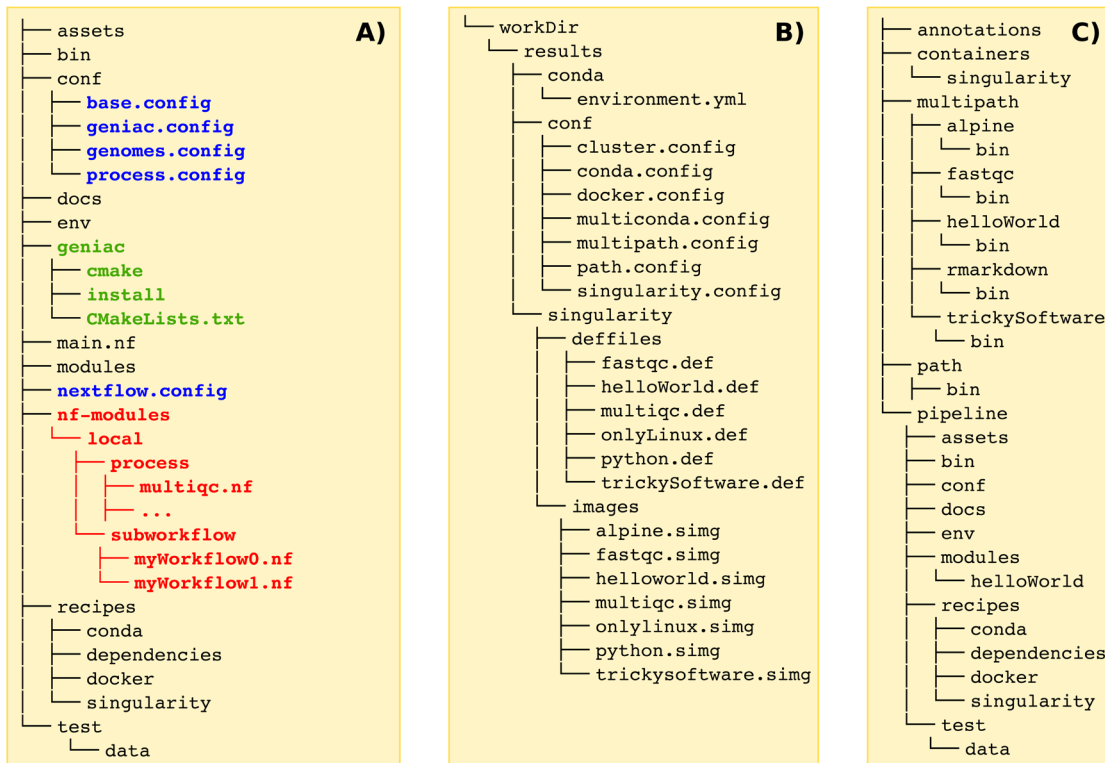 A)
assets
bin
conf
base.config
geniac.config
genomes.config
process.config
docs
env
geniac
cmake
install
CMakeLists.txt
main.nf
modules
nextflow.config
nf-modules
local
process
multiqc.nf
...
subworkflow
myWorkflow0.nf
myWorkflow1.nf
recipes
conda
dependencies
docker
singularity
test
data
B)
workDir
results
conda
environment.yml
conf
cluster.config
conda.config
docker.config
multiconda.config
multipath.config
path.config
singularity.config
singularity
deffiles
fastqc.def
helloWorld.def
multiqc.def
onlyLinux.def
python.def
trickySoftware.def
images
alpine.simg
fastqc.simg
helloworld.simg
multiqc.simg
onlylinux.simg
python.simg
trickysoftware.simg
C)
annotations
containers
singularity
multipath
alpine
bin
fastqc
bin
helloWorld
bin
rmarkdown
bin
trickySoftware
bin
path
bin
pipeline
assets
bin
conf
docs
env
modules
helloWorld
recipes
conda
dependencies
docker
singularity
test
data